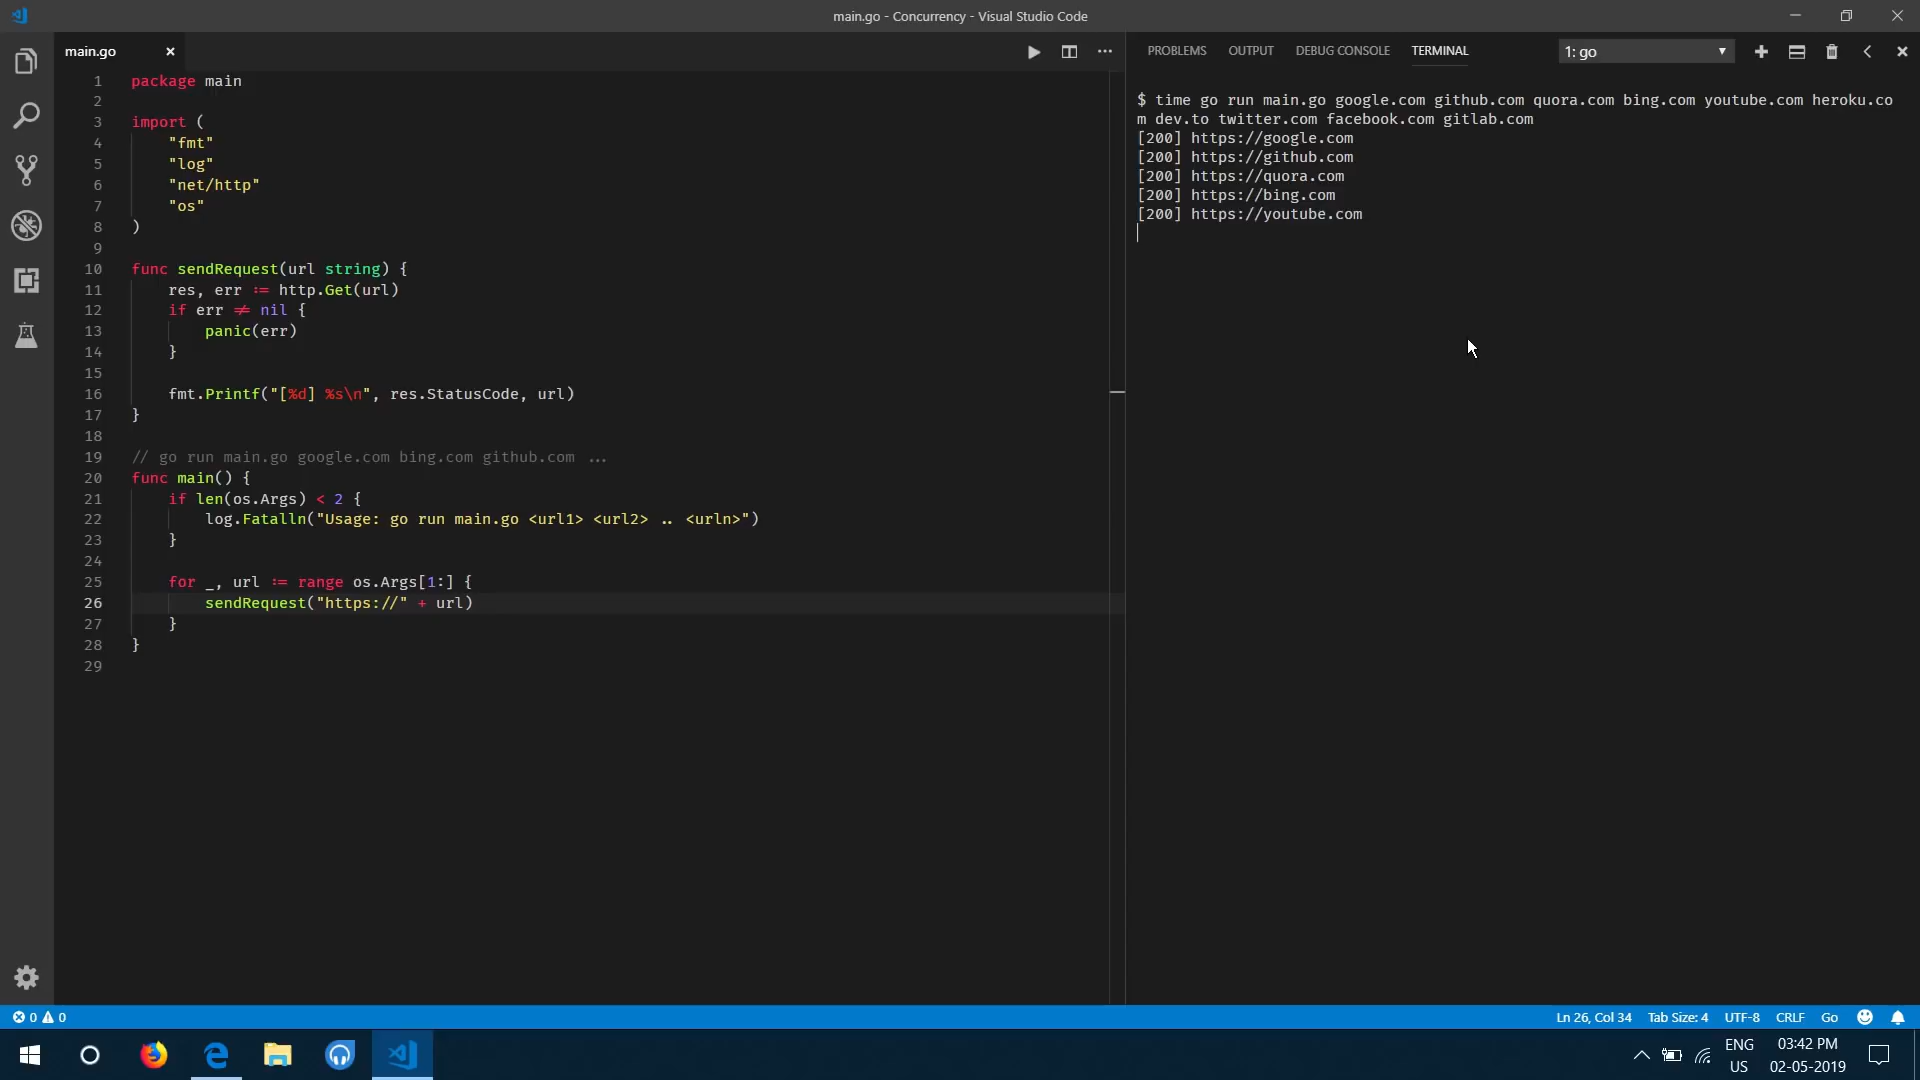 main.go - Concurrency - Visual Studio Code
main.go
PROBLEMS OUTPUT DEBUG CONSOLE TERMINAL 1: go
1 package main
2
3 import (
4 "fmt"
5 "log"
6 "net/http"
7 "os"
8 )
9
10 func sendRequest(url string) {
11 res, err := http.Get(url)
12 if err != nil {
13 panic(err)
14 }
15
16 fmt.Printf("[%d] %s\n", res.StatusCode, url)
17 }
18
19 // go run main.go google.com bing.com github.com ...
20 func main() {
21 if len(os.Args) < 2 {
22 log.Fatalln("Usage: go run main.go <url1> <url2> .. <urln>")
23 }
24
25 for _, url := range os.Args[1:] {
26 sendRequest("https://" + url)
27 }
28 }
29
$ time go run main.go google.com github.com quora.com bing.com youtube.com heroku.co
m dev.to twitter.com facebook.com gitlab.com
[200] https://google.com
[200] https://github.com
[200] https://quora.com
[200] https://bing.com
[200] https://youtube.com
0 0
Ln 26, Col 34 Tab Size: 4 UTF-8 CRLF Go
ENG
US
03:42 PM
02-05-2019